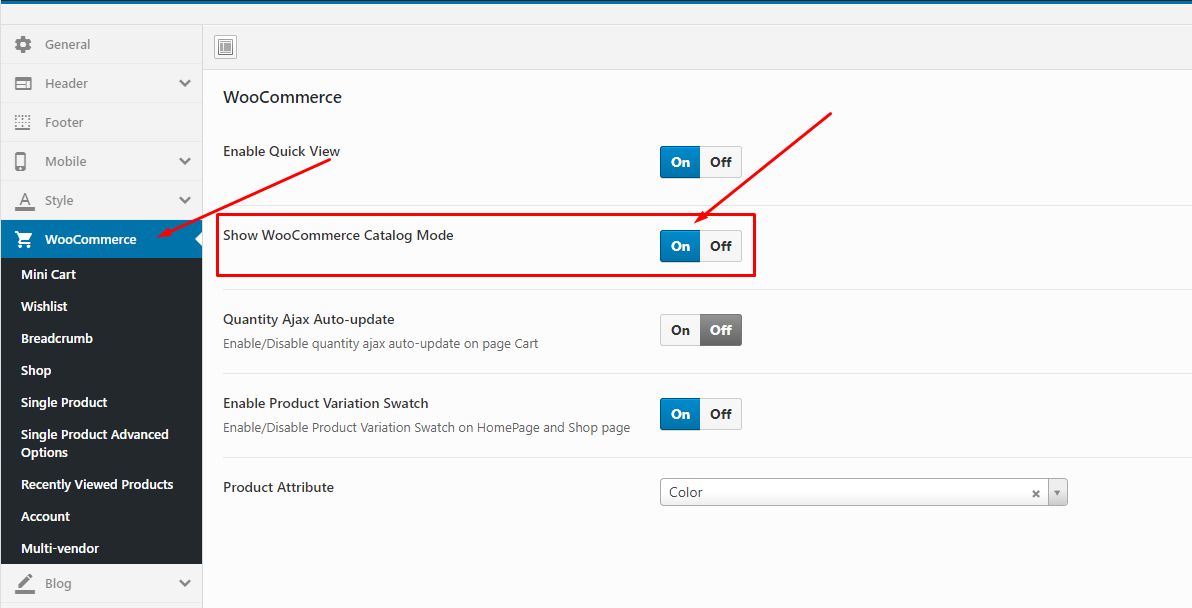 General
Header
Footer
Mobile
Style
WooCommerce
Mini Cart
Wishlist
Breadcrumb
Shop
Single Product
Single Product Advanced
Options
Recently Viewed Products
Account
Multi-vendor
Blog
WooCommerce
Enable Quick View
On Off
Show WooCommerce Catalog Mode
On Off
Quantity Ajax Auto-update
On Off
Enable/Disable quantity ajax auto-update on page Cart
Enable Product Variation Swatch
On Off
Enable/Disable Product Variation Swatch on HomePage and Shop page
Product Attribute
Color